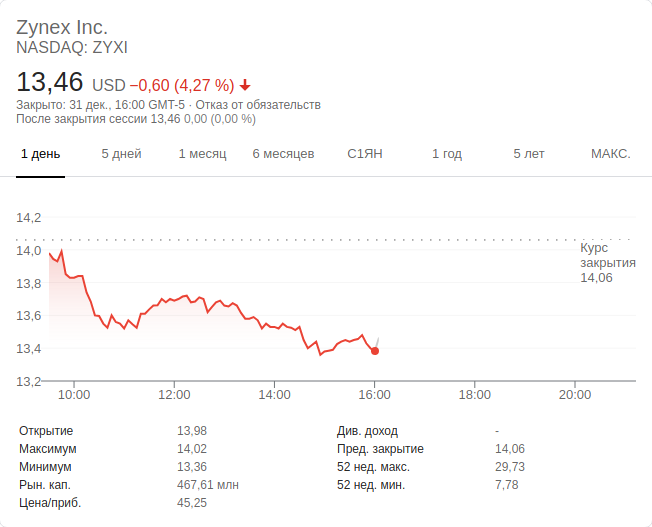 Zynex Inc.
NASDAQ: ZYXI
13,46 USD −0,60 (4,27 %)
Закрыто: 31 дек., 16:00 GMT-5 · Отказ от обязательств
После закрытия сессии 13,46 0,00 (0,00 %)
1 день 5 дней 1 месяц 6 месяцев С1ЯН 1 год 5 лет МАКС.
14,2
14,0
13,8
13,6
13,4
13,2
Курс
закрытия
14,06
10:00 12:00 14:00 16:00 18:00 20:00
Открытие 13,98 Див. доход -
Максимум 14,02 Пред. закрытие 14,06
Минимум 13,36 52 нед. макс. 29,73
Рын. кап. 467,61 млн 52 нед. мин. 7,78
Цена/приб. 45,25